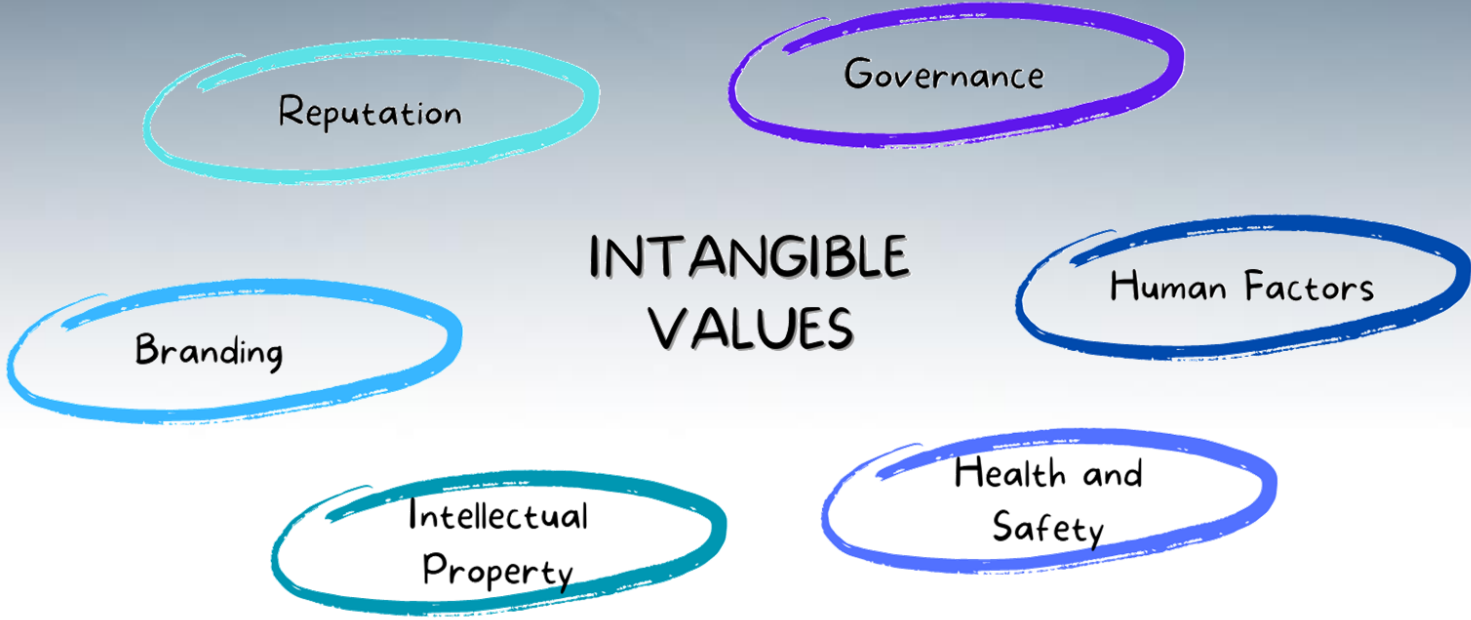 Governance
Reputation
INTANGIBLE
VALUES
Human Factors
Branding
Health and
Safety
Intellectual
Property